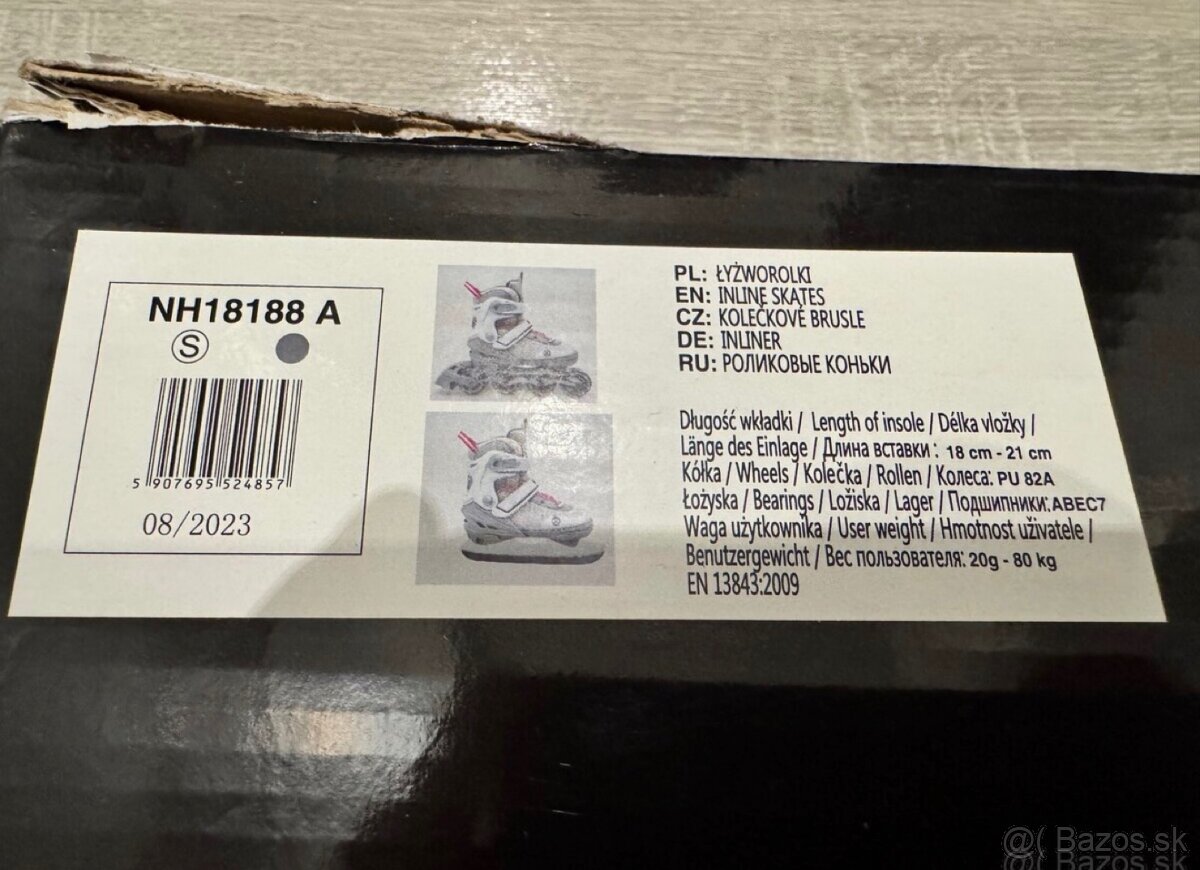 NH18188 A
S
5 907695 524857
08/2023
PL: ŁYŻWOROLKI
EN: INLINE SKATES
CZ: KOLEČKOVÉ BRUSLE
DE: INLINER
RU: РОЛИКОВЫЕ КОНЬКИ
Długość wkładki / Length of insole / Délka vložky /
Länge des Einlage / Длина вставки : 18 cm - 21 cm
Kółka / Wheels / Kolečka / Rollen / Колеса: PU 82A
Łożyska / Bearings / Ložiska / Lager / Подшипники: ABEC7
Waga użytkownika / User weight / Hmotnost uživatele /
Benutzergewicht / Вес пользователя: 20g - 80 kg
EN 13843:2009
@( Bazos.sk
@( Bazos.sk